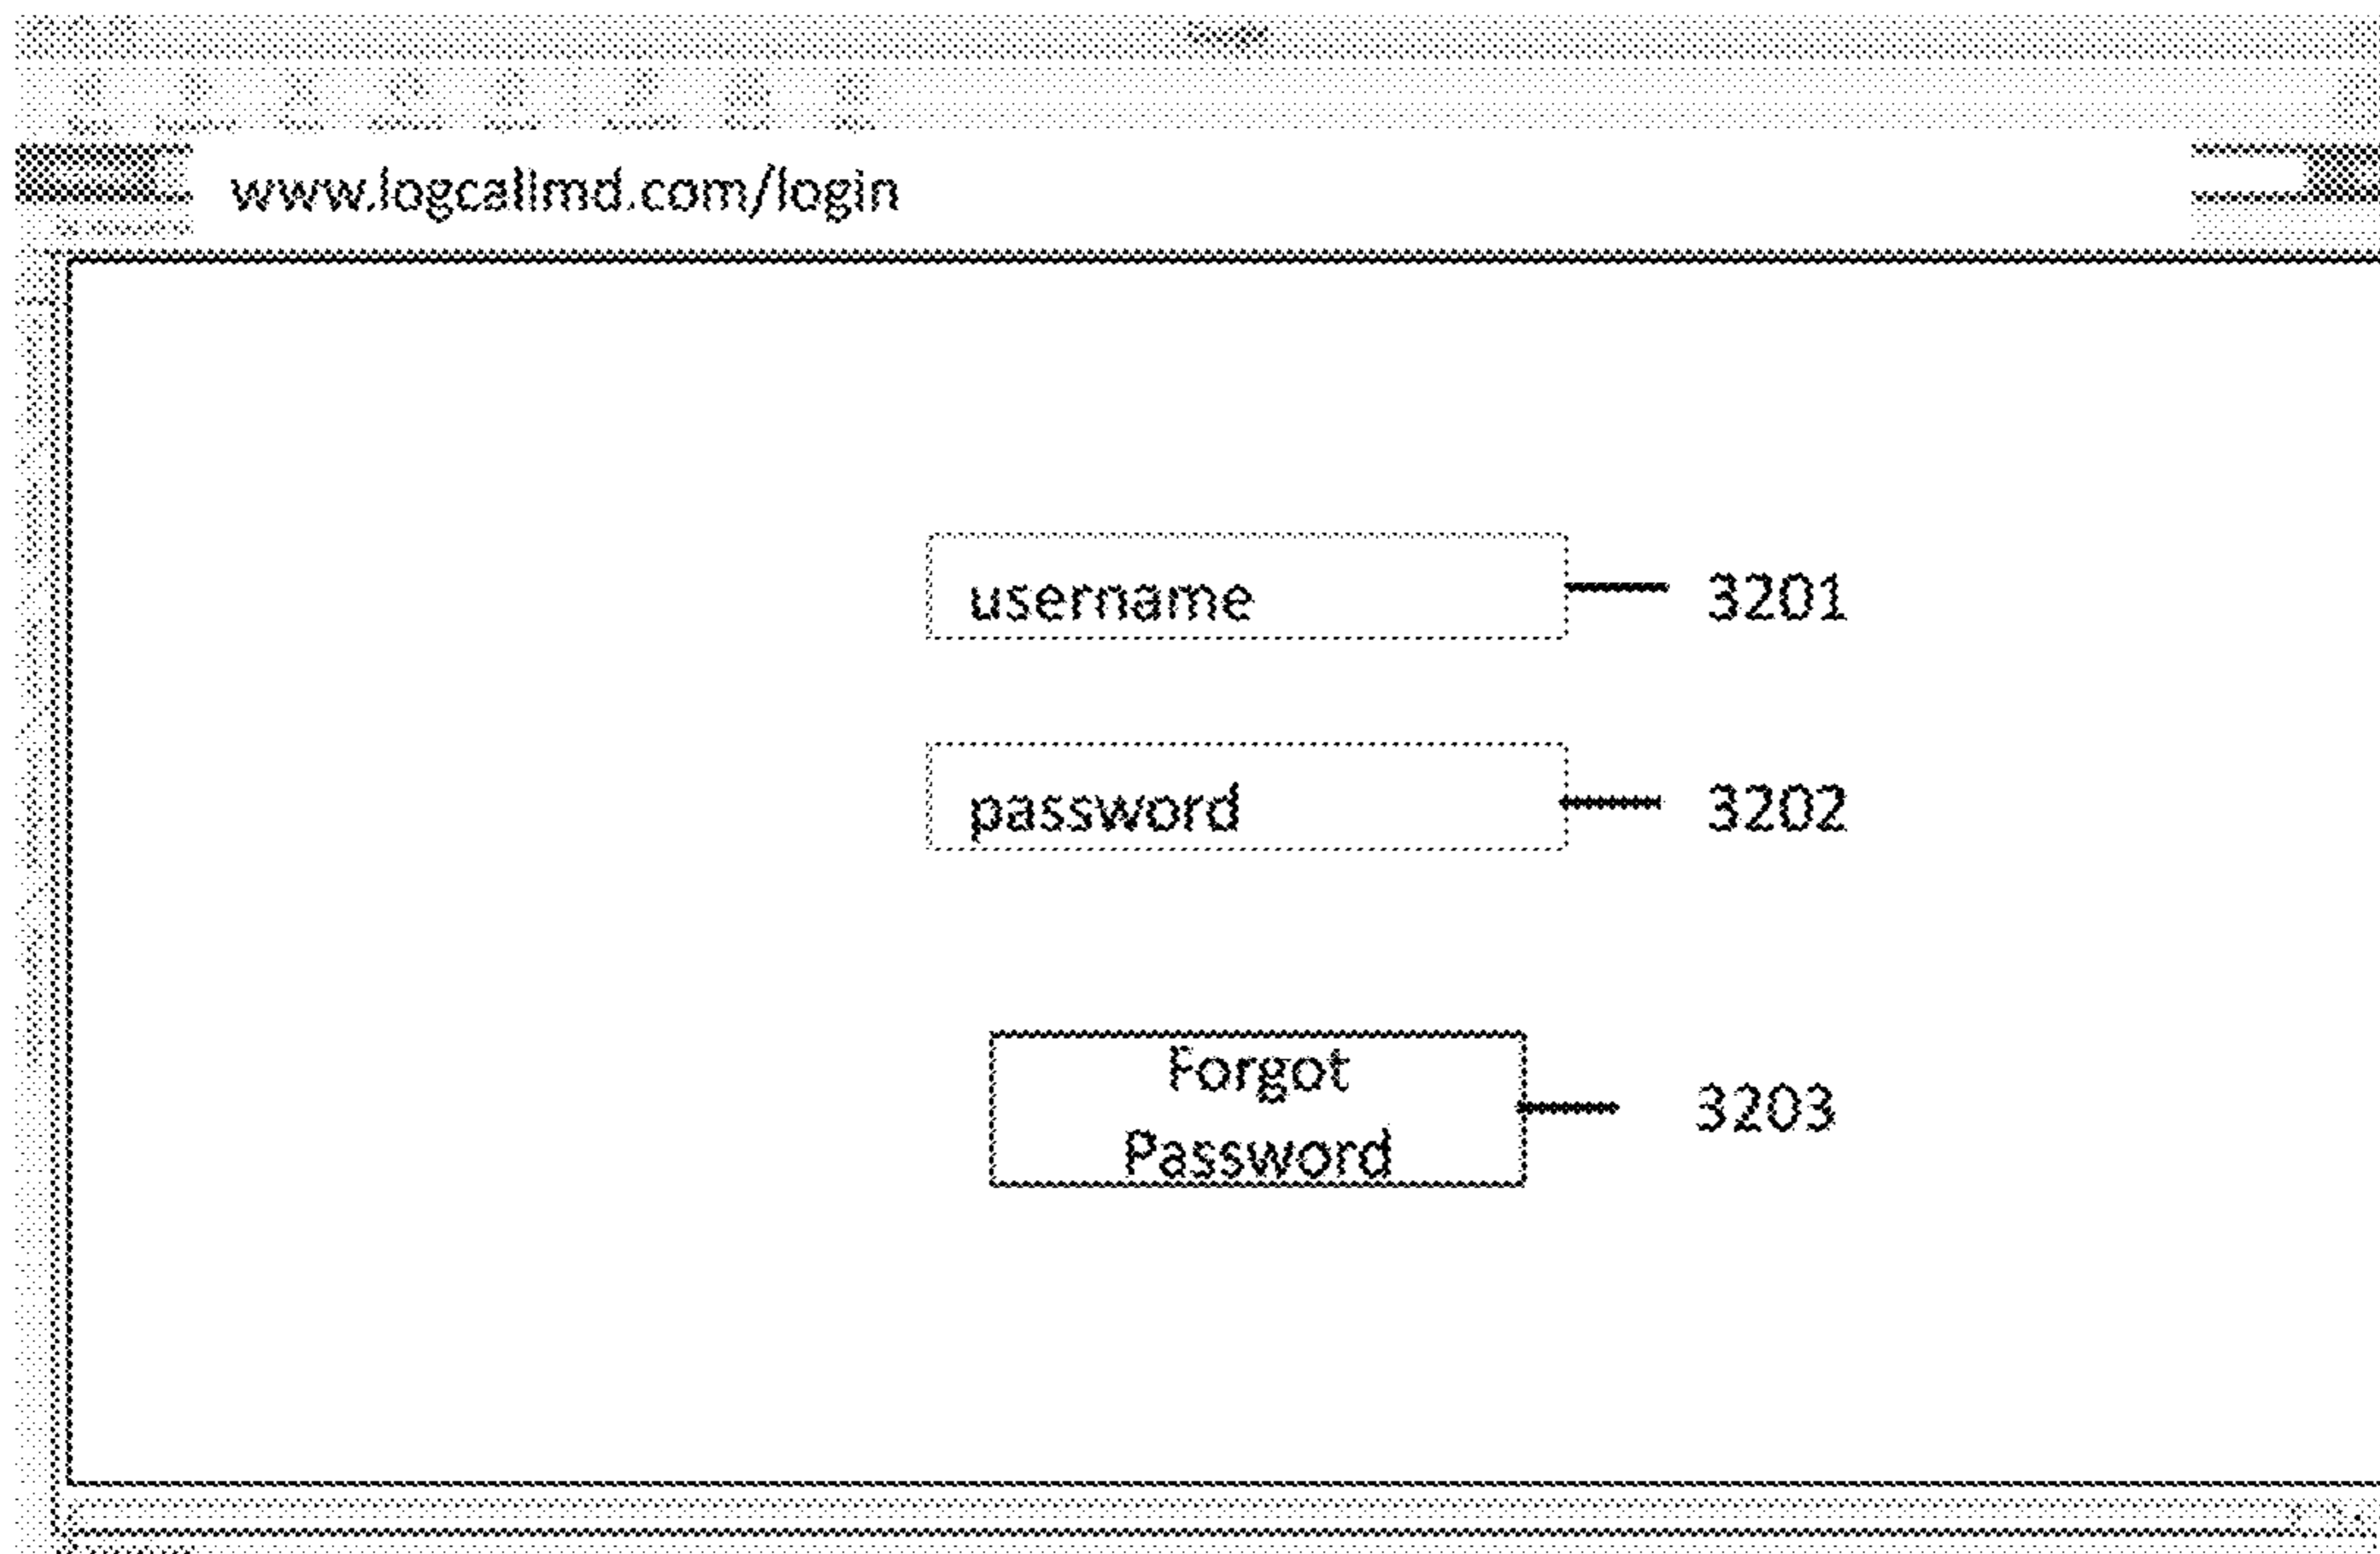 www.logcallmd.com/login
username 3201
password 3202
Forgot
Password
3203